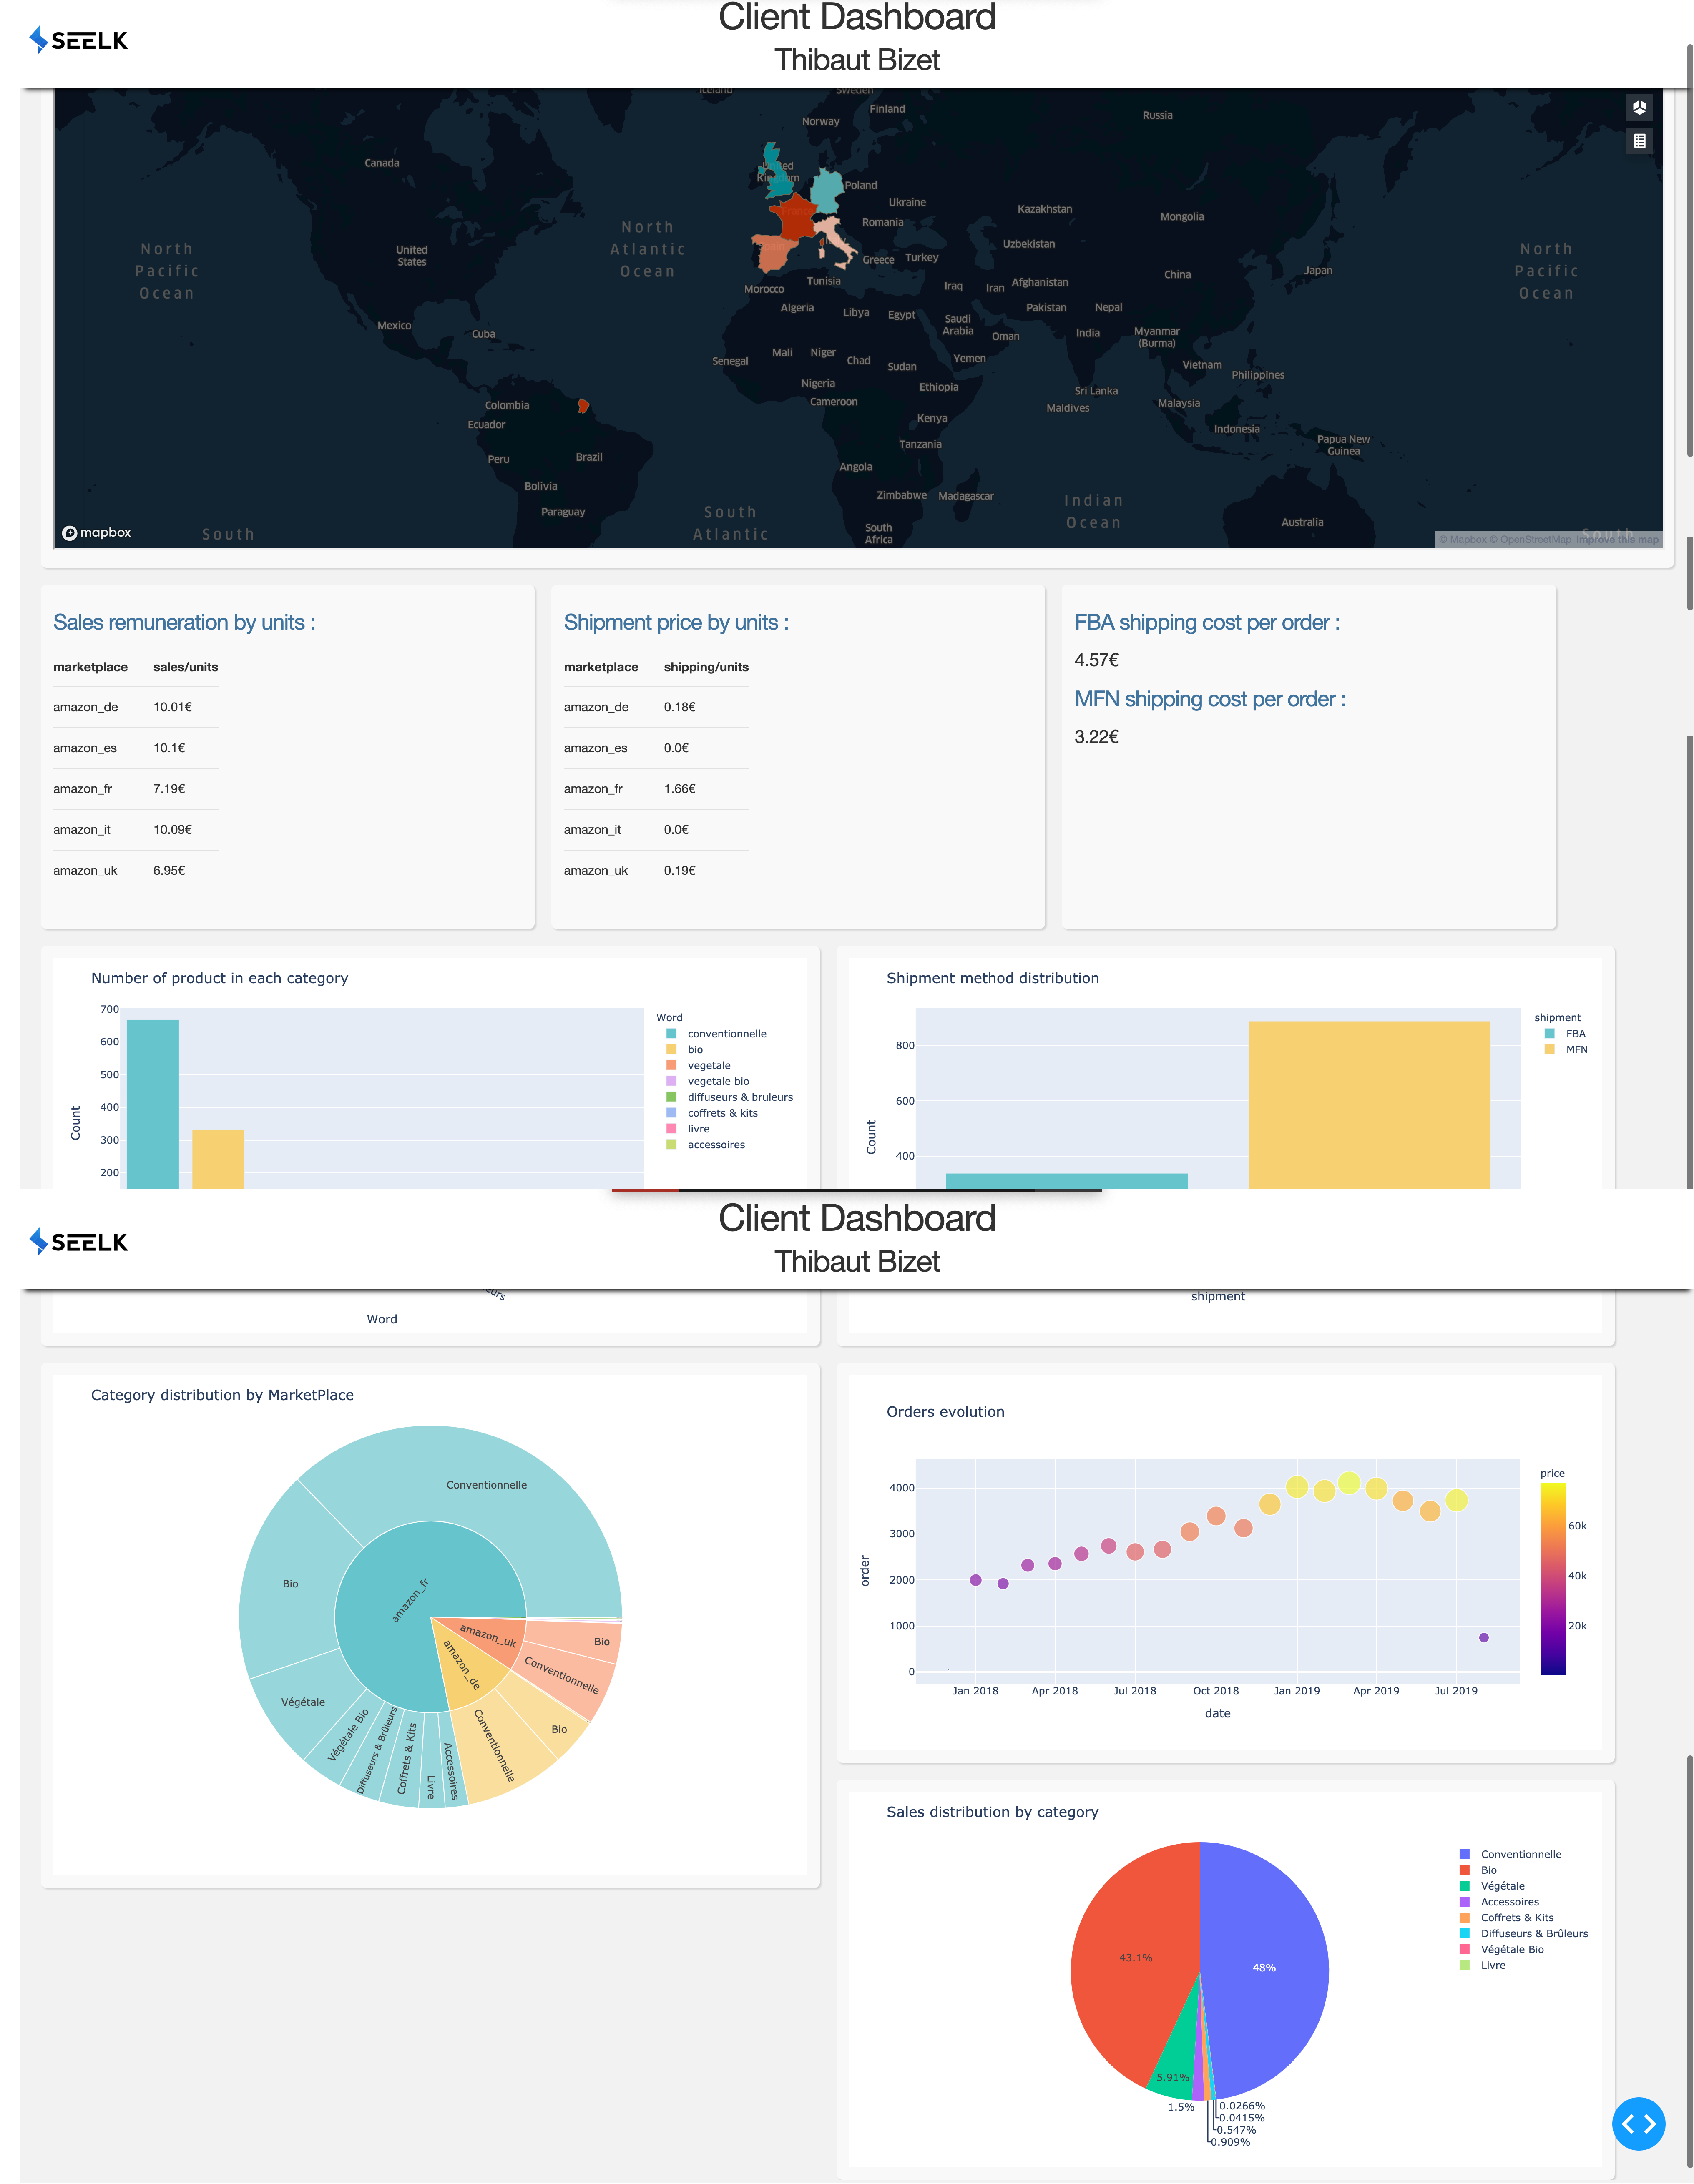 SEELK
Client Dashboard
Thibaut Bizet
Iceland
Sweden
Finland
Norway
Russia
Canada
United
Kingdom
Poland
Ukraine
Kazakhstan
Mongolia
France
Romania
North
Atlantic
Ocean
North
Pacific
Ocean
United
States
Uzbekistan
North
Pacific
Ocean
Greece
Turkey
Japan
China
Tunisia
Morocco
Iraq
Iran
Afghanistan
Algeria
Libya
Egypt
Saudi
Arabia
Pakistan
Nepal
Mexico
Cuba
Oman
India
Myanmar
(Burma)
Senegal
Mali
Niger
Chad
Sudan
Yemen
Vietnam
Philippines
Nigeria
Ethiopia
Sri Lanka
Cameroon
Maldives
Malaysia
Colombia
Ecuador
Kenya
Indonesia
Tanzania
Papua New
Guinea
Peru
Brazil
Angola
Bolivia
Zimbabwe
Madagascar
Indian
Ocean
Paraguay
South
Atlantic
South
Africa
Australia
South
South
mapbox
© Mapbox © OpenStreetMap Improve this map
Sales remuneration by units :
marketplace sales/units
amazon_de 10.01€
amazon_es 10.1€
amazon_fr 7.19€
amazon_it 10.09€
amazon_uk 6.95€
Shipment price by units :
marketplace shipping/units
amazon_de 0.18€
amazon_es 0.0€
amazon_fr 1.66€
amazon_it 0.0€
amazon_uk 0.19€
FBA shipping cost per order :
4.57€
MFN shipping cost per order :
3.22€
Number of product in each category
700
600
500
400
300
200
Count
Word
conventionnelle
bio
vegetale
vegetale bio
diffuseurs & bruleurs
coffrets & kits
livre
accessoires
Shipment method distribution
800
600
400
Count
shipment
FBA
MFN
SEELK
Client Dashboard
Thibaut Bizet
eurs
Word
shipment
Category distribution by MarketPlace
Conventionnelle
Bio
Végétale
Végétale Bio
Diffuseurs & Brûleurs
Coffrets & Kits
Livre
Accessoires
amazon_fr
amazon_uk
amazon_de
Bio
Conventionnelle
Bio
Conventionnelle
Orders evolution
4000
3000
2000
1000
0
order
Jan 2018 Apr 2018 Jul 2018 Oct 2018 Jan 2019 Apr 2019 Jul 2019
date
price
60k
40k
20k
Sales distribution by category
43.1%
48%
5.91%
1.5%
0.0266%
0.0415%
0.547%
0.909%
Conventionnelle
Bio
Végétale
Accessoires
Coffrets & Kits
Diffuseurs & Brûleurs
Végétale Bio
Livre